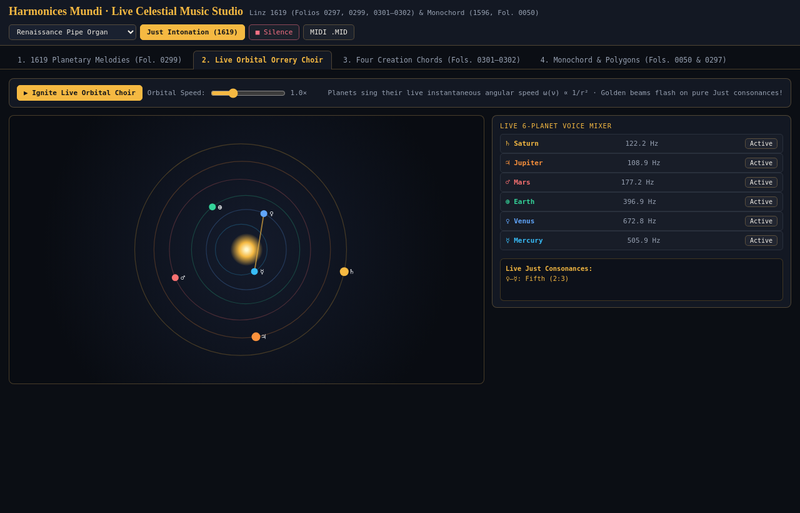 Harmonices Mundi · Live Celestial Music Studio Linz 1619 (Folios 0297, 0299, 0301–0302) & Monochord (1596, Fol. 0050)
Renaissance Pipe Organ Just Intonation (1619) ■ Silence MIDI .MID
1. 1619 Planetary Melodies (Fol. 0299) 2. Live Orbital Orrery Choir 3. Four Creation Chords (Fols. 0301–0302) 4. Monochord & Polygons (Fols. 0050 & 0297)
▶ Ignite Live Orbital Choir Orbital Speed: 1.0× Planets sing their live instantaneous angular speed ω(ν) ∝ 1/r² · Golden beams flash on pure Just consonances!
⊕
♀
☿
♂
♄
♃
LIVE 6-PLANET VOICE MIXER
♄ Saturn 122.2 Hz Active
♃ Jupiter 108.9 Hz Active
♂ Mars 177.2 Hz Active
⊕ Earth 396.9 Hz Active
♀ Venus 672.8 Hz Active
☿ Mercury 505.9 Hz Active
Live Just Consonances:
♀–☿: Fifth (2:3)